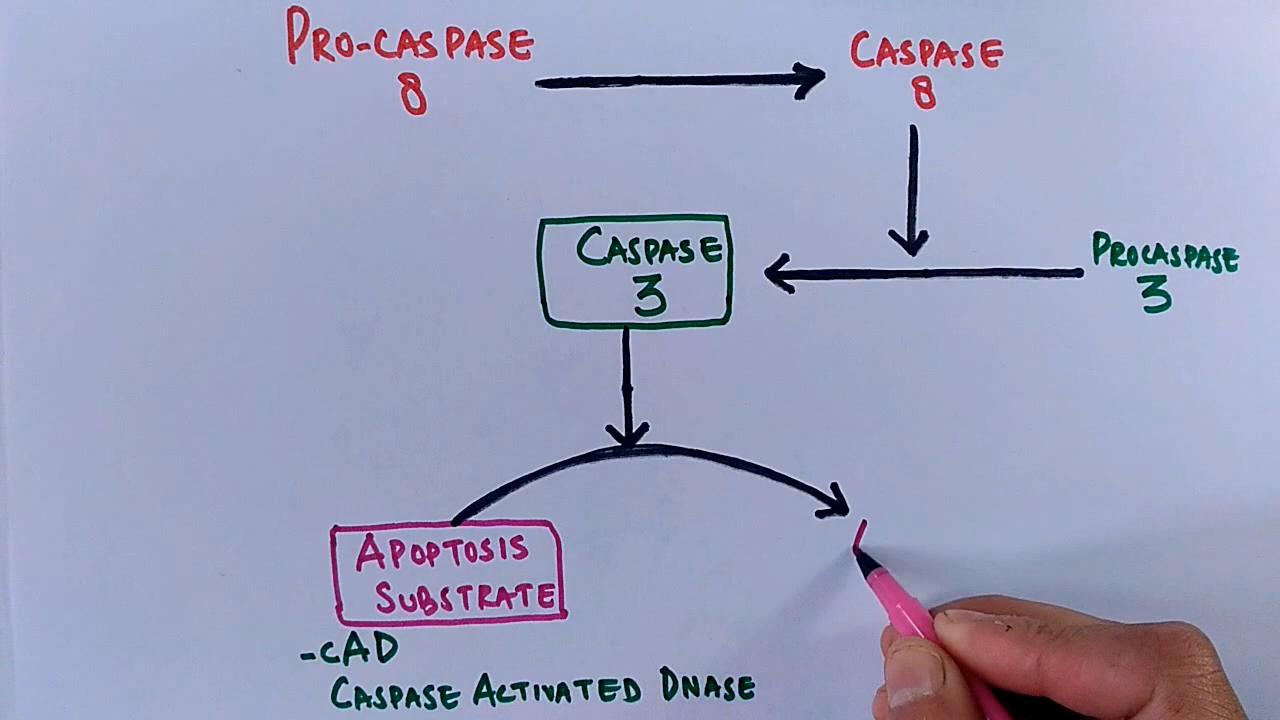 PRO-CASPASE
8
CASPASE
8
CASPASE
3
PROCASPASE
3
APOPTOSIS
SUBSTRATE
-CAD
CASPASE ACTIVATED DNASE